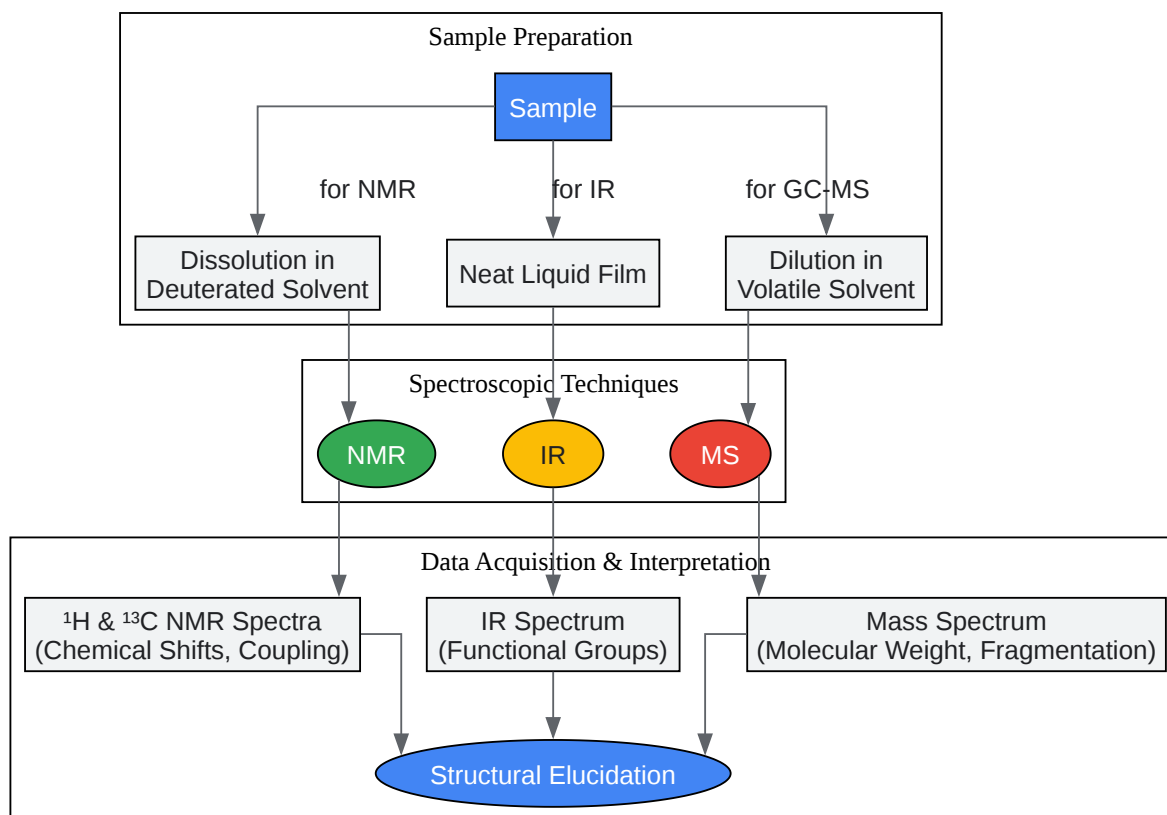 Sample Preparation
Sample
for NMR
for IR
for GC-MS
Dissolution in
Deuterated Solvent
Neat Liquid Film
Dilution in
Volatile Solvent
Spectroscopic Techniques
NMR
IR
MS
Data Acquisition & Interpretation
¹H & ¹³C NMR Spectra
(Chemical Shifts, Coupling)
IR Spectrum
(Functional Groups)
Mass Spectrum
(Molecular Weight, Fragmentation)
Structural Elucidation